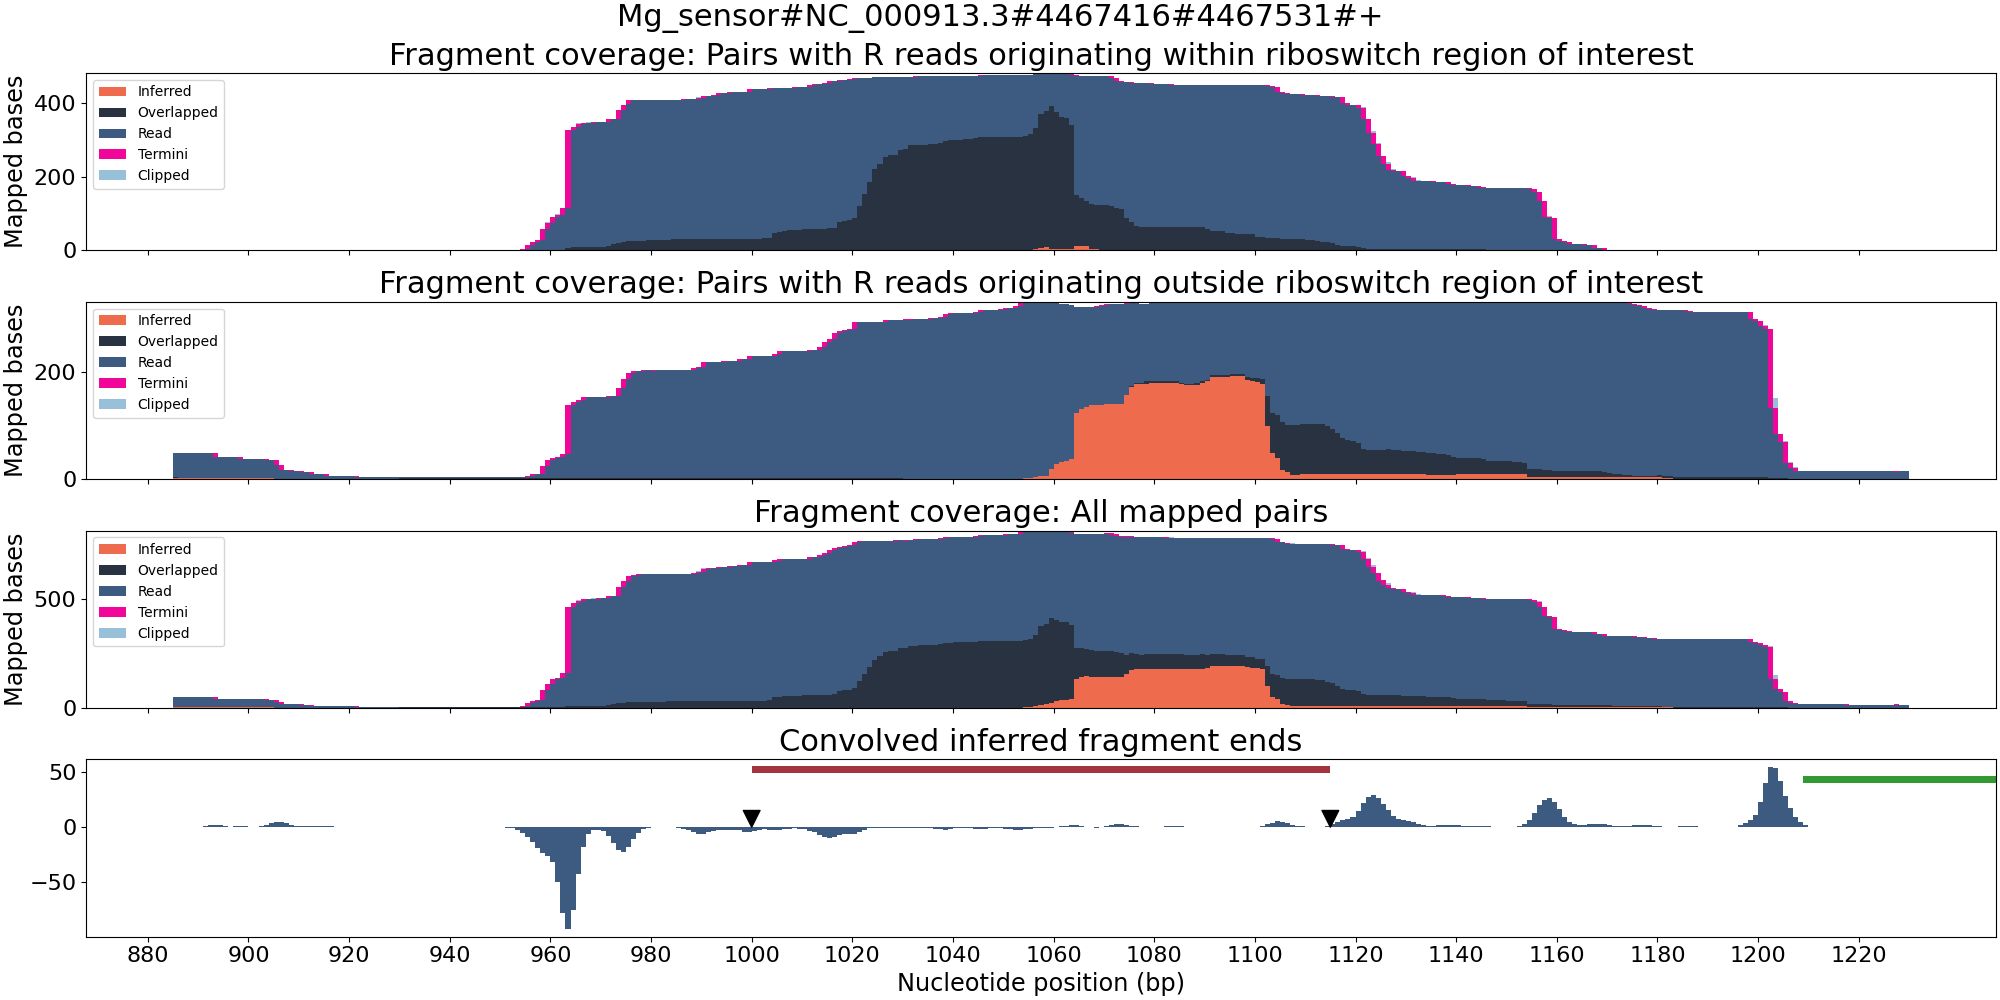 Mg_sensor#NC_000913.3#4467416#4467531#+
Fragment coverage: Pairs with R reads originating within riboswitch region of interest
Mapped bases
400
200
0
Inferred
Overlapped
Read
Termini
Clipped
Fragment coverage: Pairs with R reads originating outside riboswitch region of interest
Mapped bases
200
0
Inferred
Overlapped
Read
Termini
Clipped
Fragment coverage: All mapped pairs
Mapped bases
500
0
Inferred
Overlapped
Read
Termini
Clipped
Convolved inferred fragment ends
50
0
−50
880 900 920 940 960 980 1000 1020 1040 1060 1080 1100 1120 1140 1160 1180 1200 1220
Nucleotide position (bp)